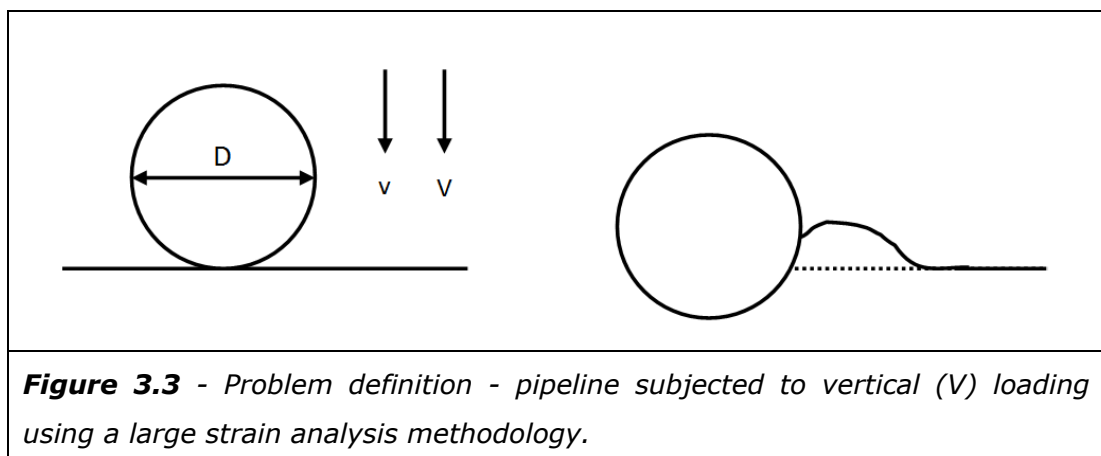 D
v V
Figure 3.3 - Problem definition - pipeline subjected to vertical (V) loading
using a large strain analysis methodology.